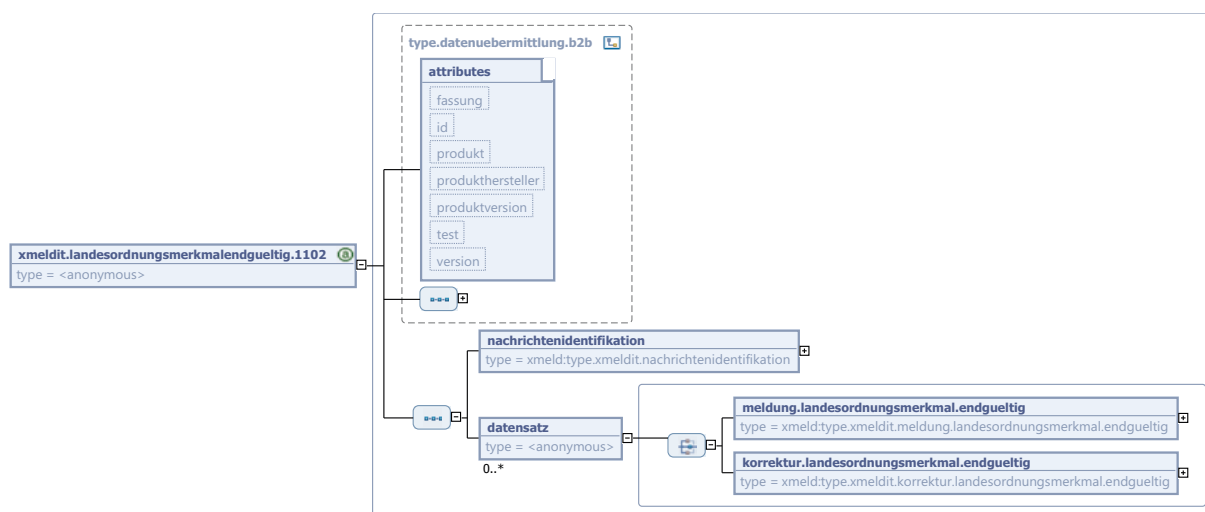 type.datenuebermittlung.b2b
attributes
fassung
id
produkt
produkthersteller
produktversion
test
version
xmeldit.landesordnungsmerkmalendgueltig.1102
type = <anonymous>
nachrichtenidentifikation
type = xmeld:type.xmeldit.nachrichtenidentifikation
datensatz
type = <anonymous>
0..*
meldung.landesordnungsmerkmal.endgueltig
type = xmeld:type.xmeldit.meldung.landesordnungsmerkmal.endgueltig
korrektur.landesordnungsmerkmal.endgueltig
type = xmeld:type.xmeldit.korrektur.landesordnungsmerkmal.endgueltig